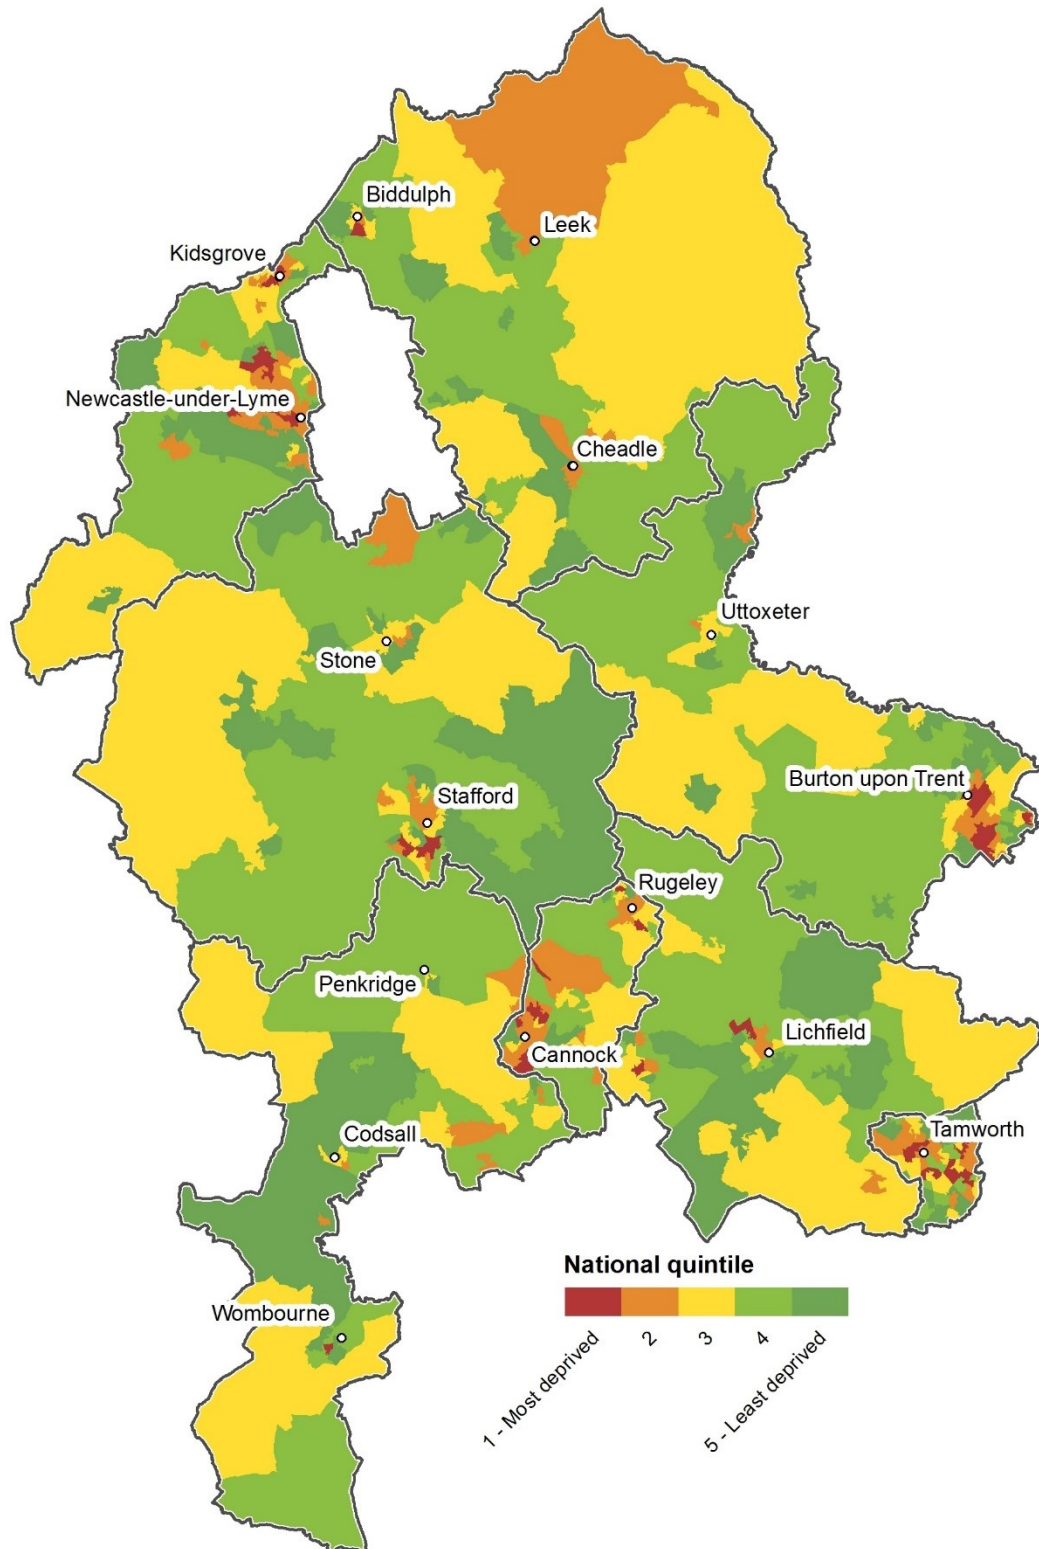 Biddulph
Leek
Kidsgrove
Newcastle-under-Lyme
Cheadle
Uttoxeter
Stone
Burton upon Trent
Stafford
Rugeley
Penkridge
Lichfield
Cannock
Tamworth
Codsall
National quintile
Wombourne
1 - Most deprived
2
3
4
5 - Least deprived